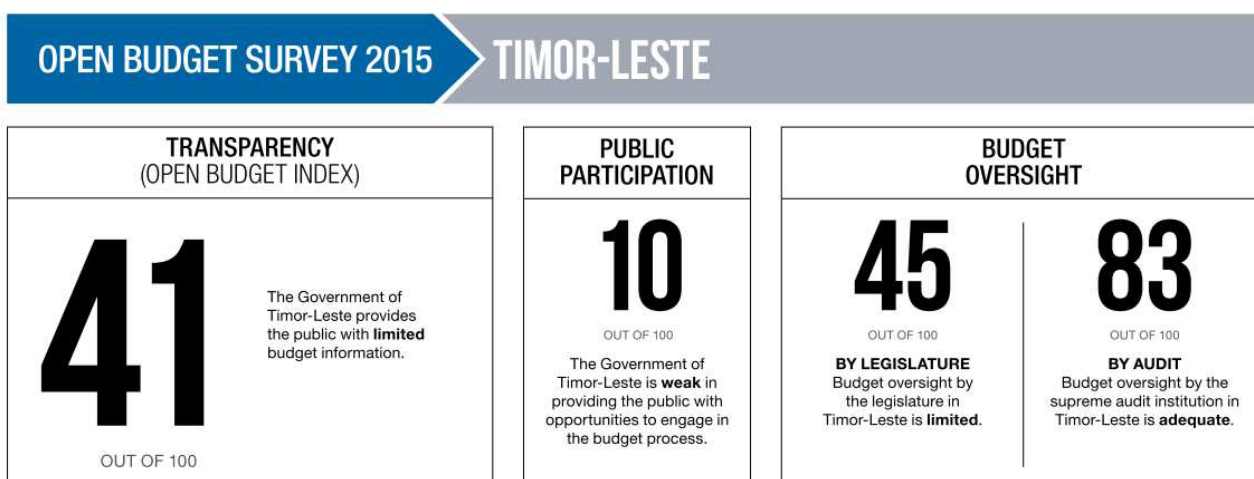 OPEN BUDGET SURVEY 2015
TIMOR-LESTE
TRANSPARENCY
(OPEN BUDGET INDEX)
41
OUT OF 100
The Government of
Timor-Leste provides
the public with limited
budget information.
PUBLIC
PARTICIPATION
10
OUT OF 100
The Government of
Timor-Leste is weak in
providing the public with
opportunities to engage in
the budget process.
BUDGET
OVERSIGHT
45
OUT OF 100
BY LEGISLATURE
Budget oversight by
the legislature in
Timor-Leste is limited.
83
OUT OF 100
BY AUDIT
Budget oversight by the
supreme audit institution in
Timor-Leste is adequate.